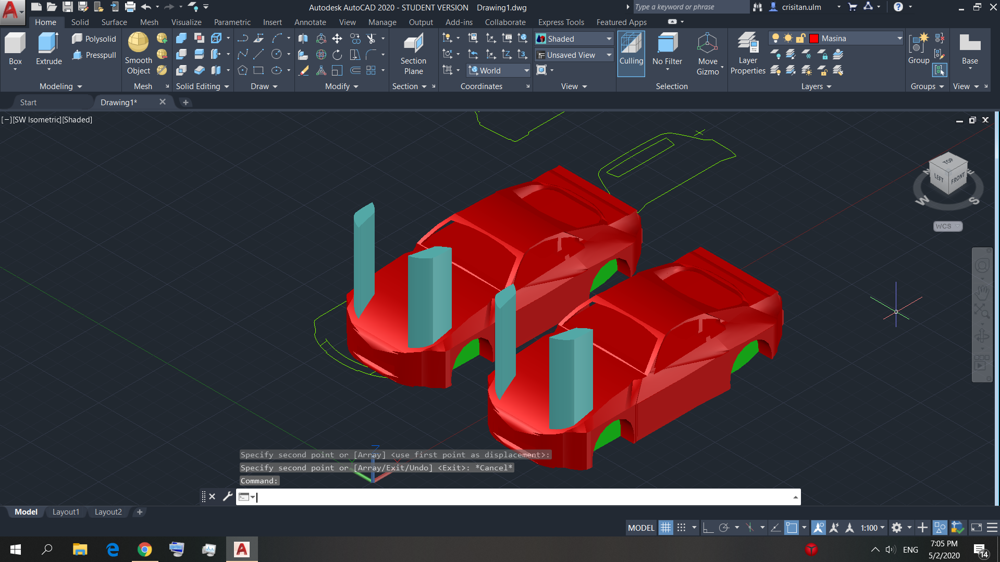 Autodesk AutoCAD 2020 - STUDENT VERSION Drawing1.dwg
Type a keyword or phrase
crisitan.ulm
Home Solid Surface Mesh Visualize Parametric Insert Annotate View Manage Output Add-ins Collaborate Express Tools Featured Apps
Box
Extrude
Polysolid
Presspull
Modeling
Smooth
Object
Mesh
Solid Editing
Draw
Modify
Section
Plane
Section
World
Coordinates
Shaded
Unsaved View
View
Culling
No Filter
Move
Gizmo
Selection
Layer
Properties
Masina
Layers
Group
Groups
Base
View
Start
Drawing1*
[−][SW Isometric][Shaded]
TOP
LEFT
FRONT
N
E
W
S
WCS
Specify second point or [Array] <use first point as displacement>:
Specify second point or [Array/Exit/Undo] <Exit>: *Cancel*
Command:
Model
Layout1
Layout2
MODEL
1:100
ENG
7:05 PM
5/2/2020
14